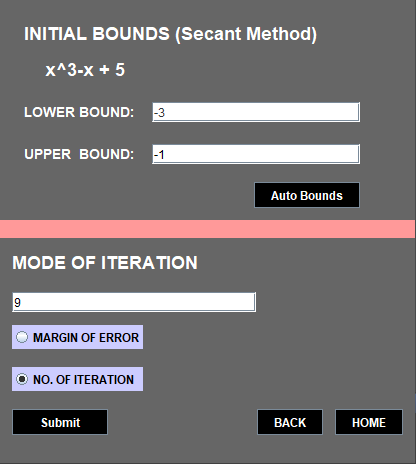 INITIAL BOUNDS (Secant Method)
x^3-x + 5
LOWER BOUND: -3
UPPER BOUND: -1
Auto Bounds
MODE OF ITERATION
9
MARGIN OF ERROR
NO. OF ITERATION
Submit BACK HOME